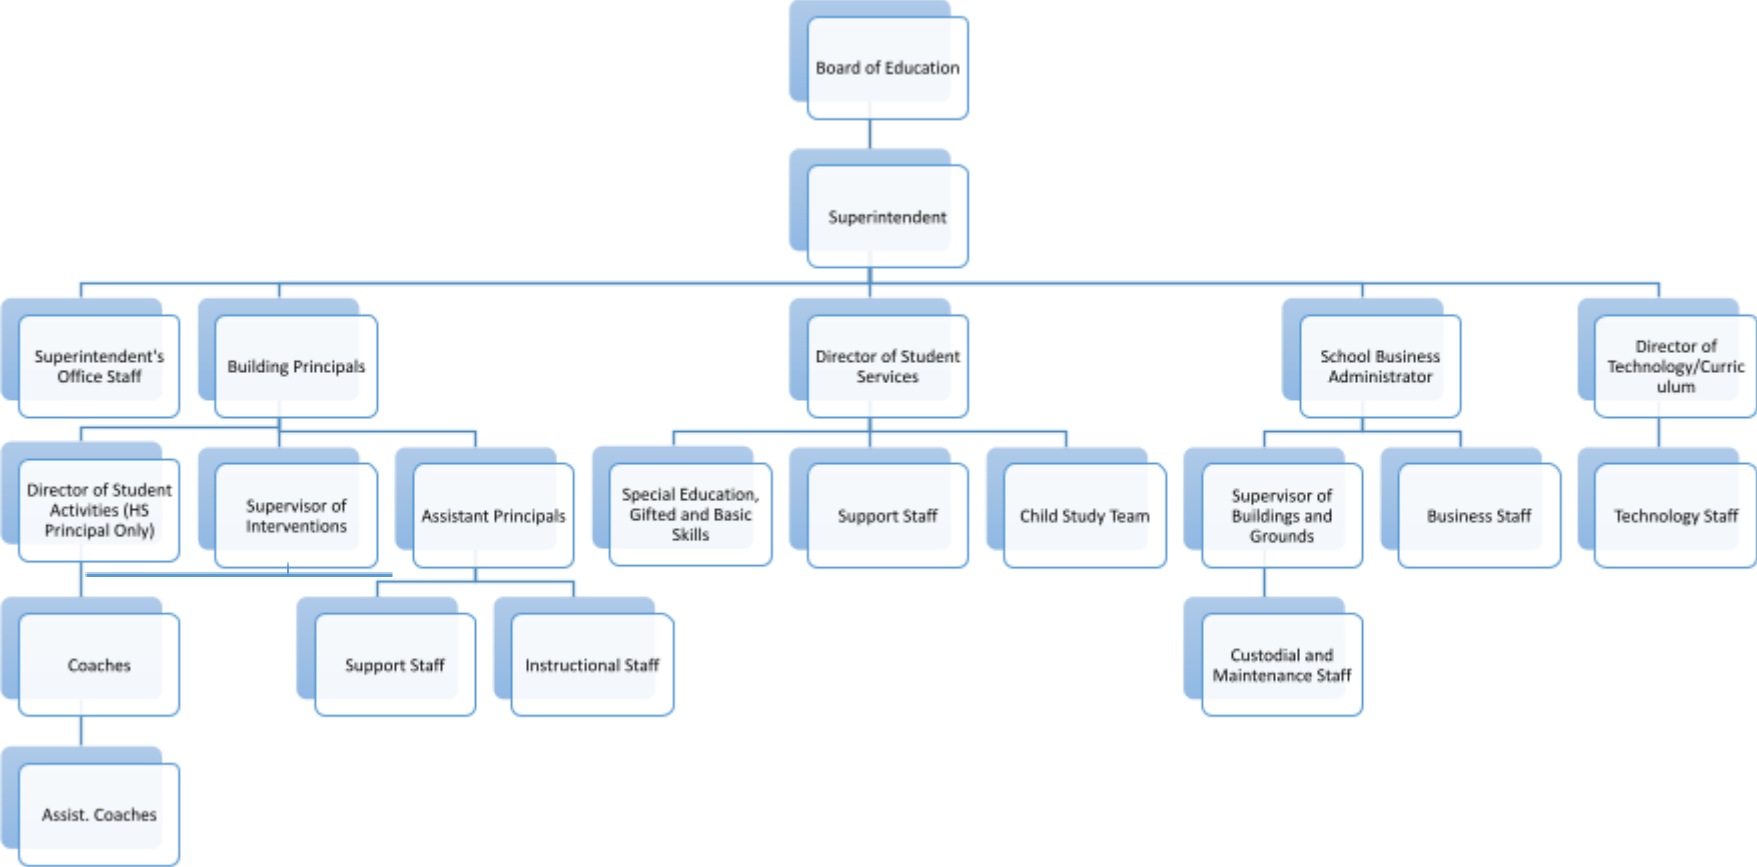 Board of Education
Superintendent
Superintendent's
Office Staff
Building Principals
Director of Student
Services
School Business
Administrator
Director of
Technology/Curric
ulum
Director of Student
Activities (HS
Principal Only)
Supervisor of
Interventions
Assistant Principals
Special Education,
Gifted and Basic
Skills
Support Staff
Child Study Team
Supervisor of
Buildings and
Grounds
Business Staff
Technology Staff
Coaches
Support Staff
Instructional Staff
Custodial and
Maintenance Staff
Assist. Coaches